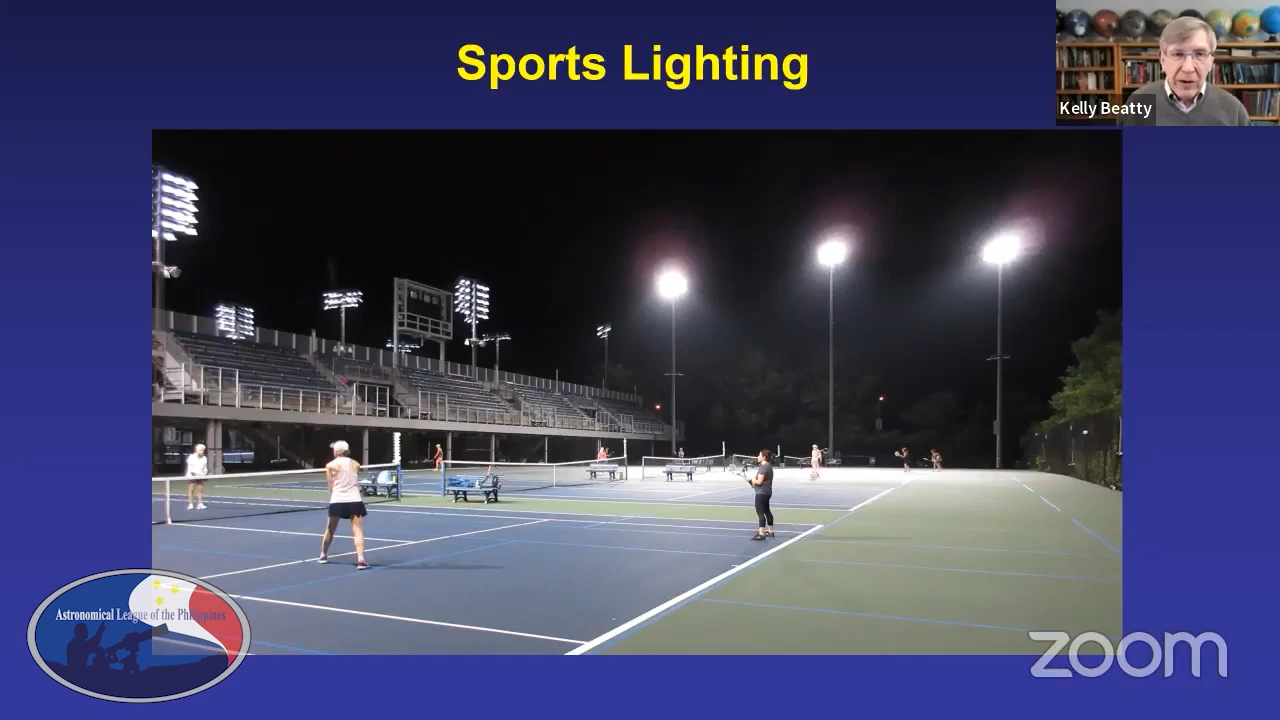 Sports Lighting
Kelly Beatty
Astronomical League of the Philippines
zoom